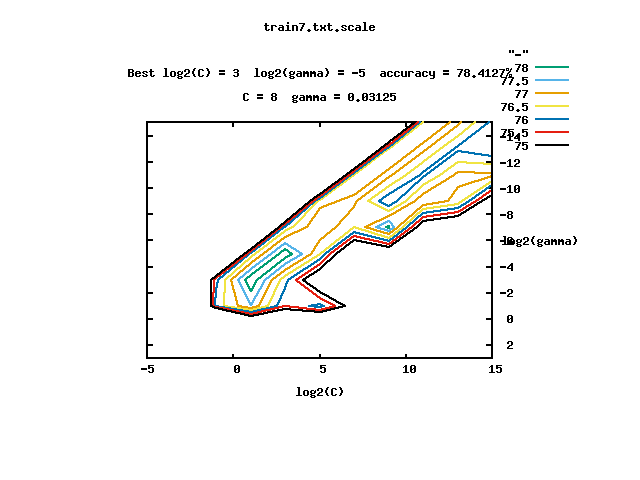 train7.txt.scale
"-"
Best log2(C) = 3  log2(gamma) = -5  accuracy = 78.4127%
78
77.5
C = 8  gamma = 0.03125
77
76.5
76
75.5
75
-14
-12
-10
-8
-6
log2(gamma)
-4
-2
0
2
-5 0 5 10 15
log2(C)